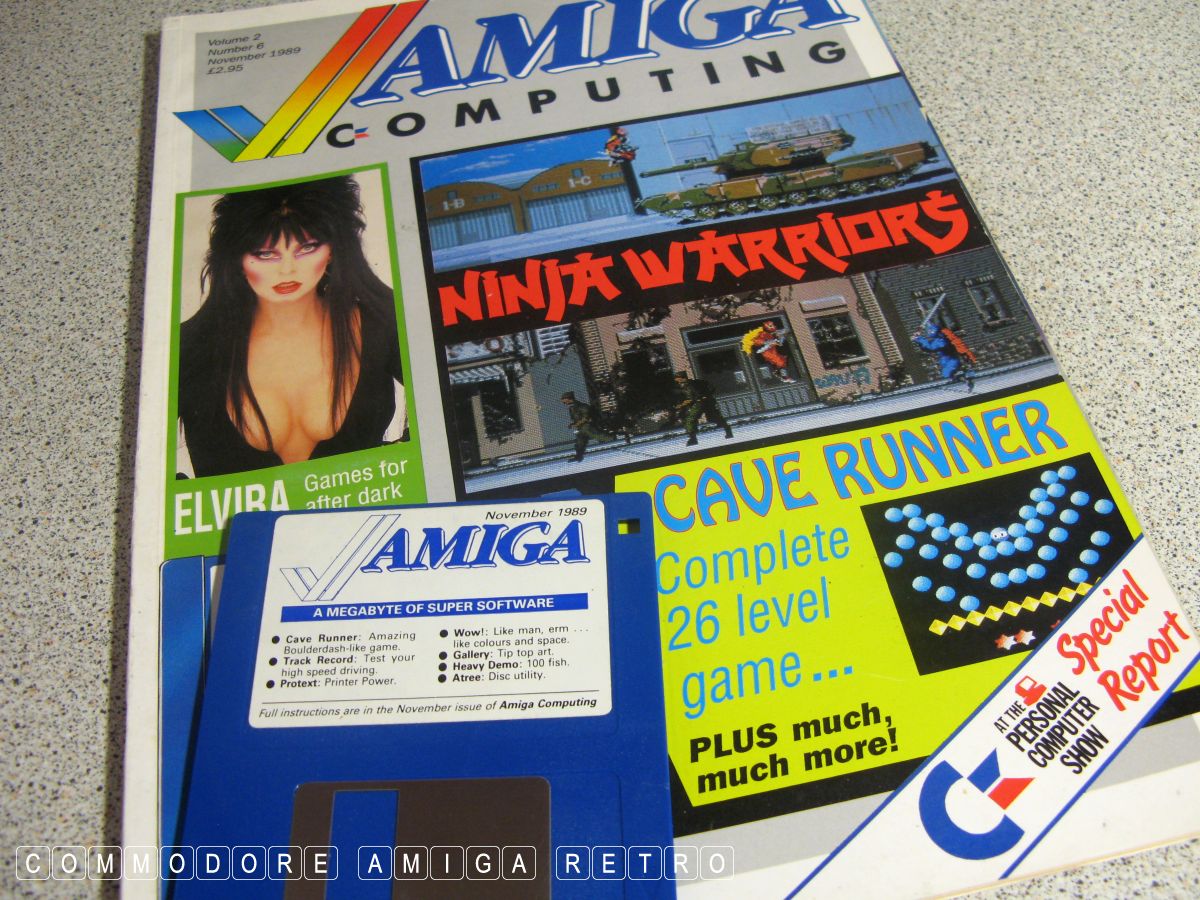 Volume 2
Number 6
November 1989
£2.95
AMIGA
COMPUTING
1-B
1-C
NINJA WARRIORS
ELVIRA
Games for
after dark
CAVE RUNNER
Complete
26 level
game...
PLUS much,
much more!
Special
Report
AT THE
PERSONAL
COMPUTER
SHOW
November 1989
AMIGA
A MEGABYTE OF SUPER SOFTWARE
● Cave Runner: Amazing
Boulderdash-like game.
● Track Record: Test your
high speed driving.
● Protext: Printer Power.
● Wow!: Like man, erm ...
like colours and space.
● Gallery: Tip top art.
● Heavy Demo: 100 fish.
● Atree: Disc utility.
Full instructions are in the November issue of Amiga Computing
COMMODORE AMIGA RETRO